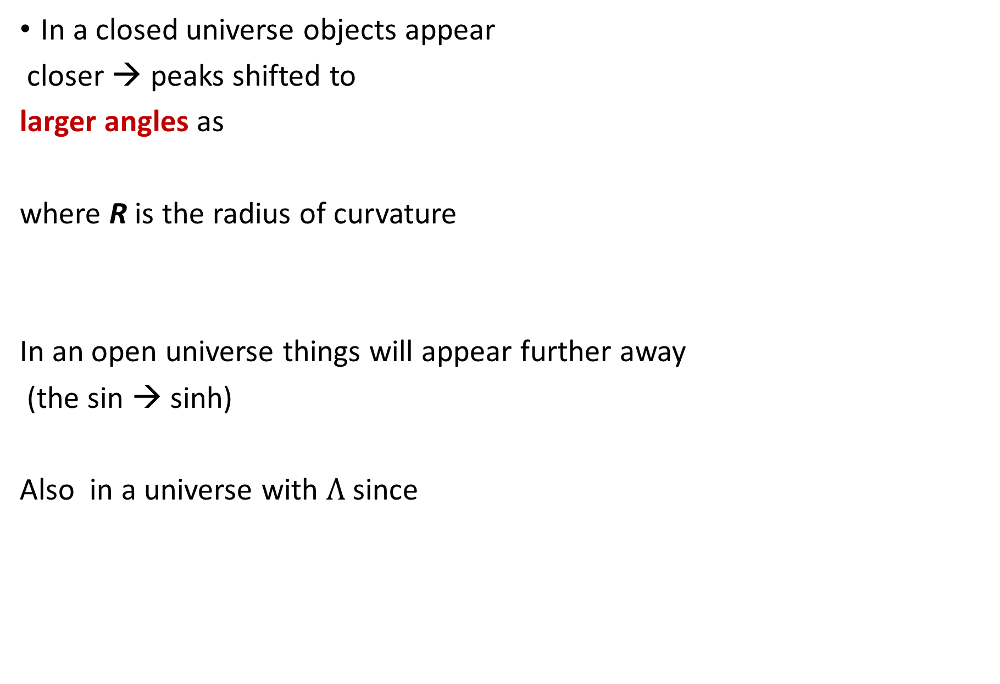 • In a closed universe objects appear
closer → peaks shifted to
larger angles as
where R is the radius of curvature
In an open universe things will appear further away
(the sin → sinh)
Also in a universe with Λ since